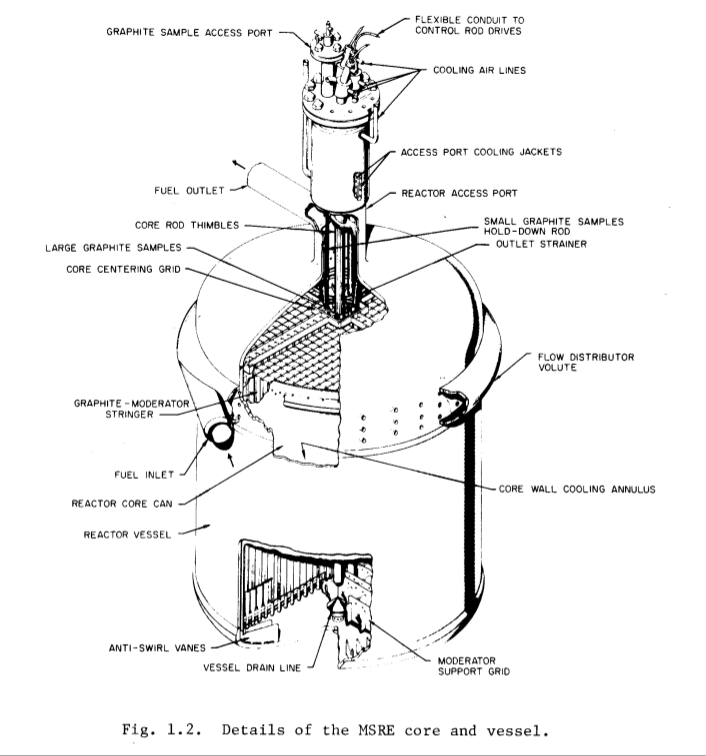 GRAPHITE SAMPLE ACCESS PORT
FLEXIBLE CONDUIT TO
CONTROL ROD DRIVES
COOLING AIR LINES
ACCESS PORT COOLING JACKETS
FUEL OUTLET
REACTOR ACCESS PORT
CORE ROD THIMBLES
SMALL GRAPHITE SAMPLES
HOLD-DOWN ROD
OUTLET STRAINER
LARGE GRAPHITE SAMPLES
CORE CENTERING GRID
FLOW DISTRIBUTOR
VOLUTE
GRAPHITE-MODERATOR
STRINGER
FUEL INLET
CORE WALL COOLING ANNULUS
REACTOR CORE CAN
REACTOR VESSEL
ANTI-SWIRL VANES
VESSEL DRAIN LINE
MODERATOR
SUPPORT GRID
Fig. 1.2. Details of the MSRE core and vessel.